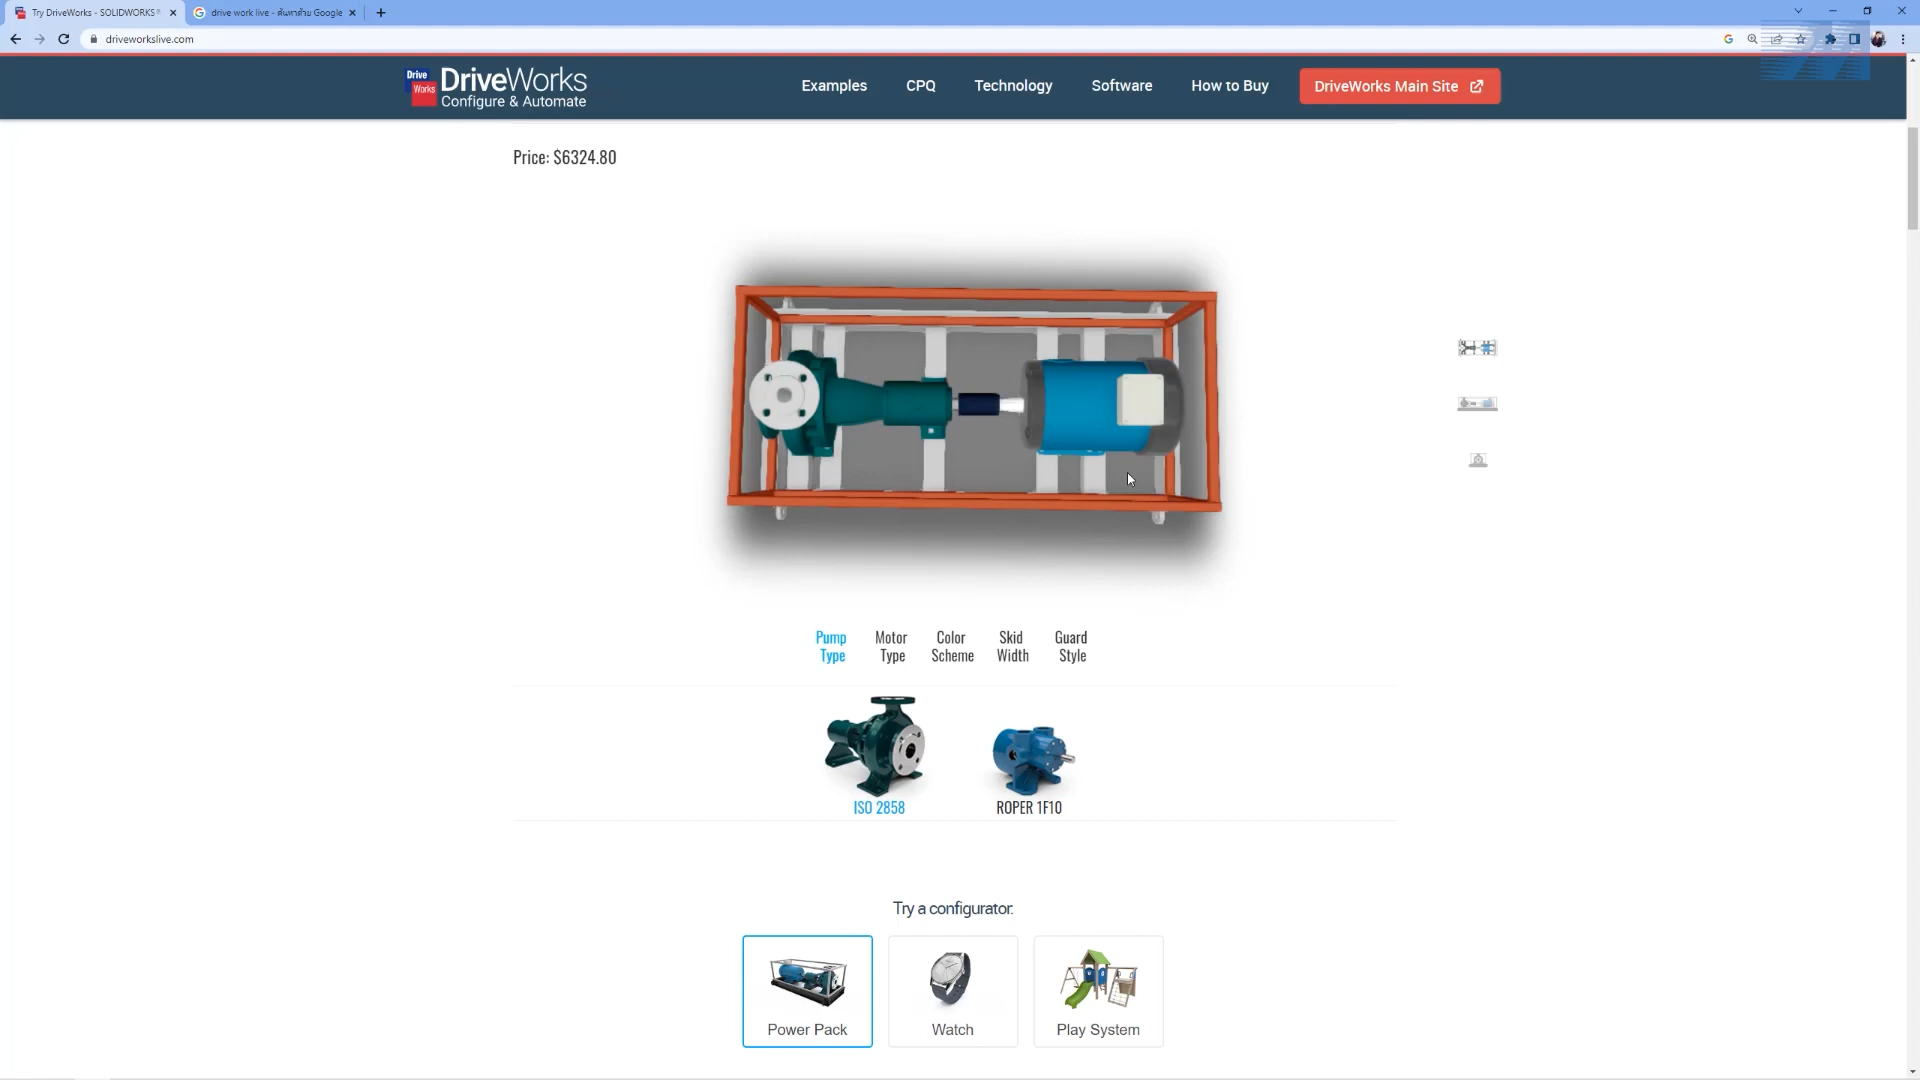 Try DriveWorks - SOLIDWORKS®
drive work live - ค้นหาด้วย Google
driveworkslive.com
Drive
Works
DriveWorks
Configure & Automate
Examples
CPQ
Technology
Software
How to Buy
DriveWorks Main Site
Price: $6324.80
Pump
Type
Motor
Type
Color
Scheme
Skid
Width
Guard
Style
ISO 2858
ROPER 1F10
Try a configurator:
Power Pack
Watch
Play System